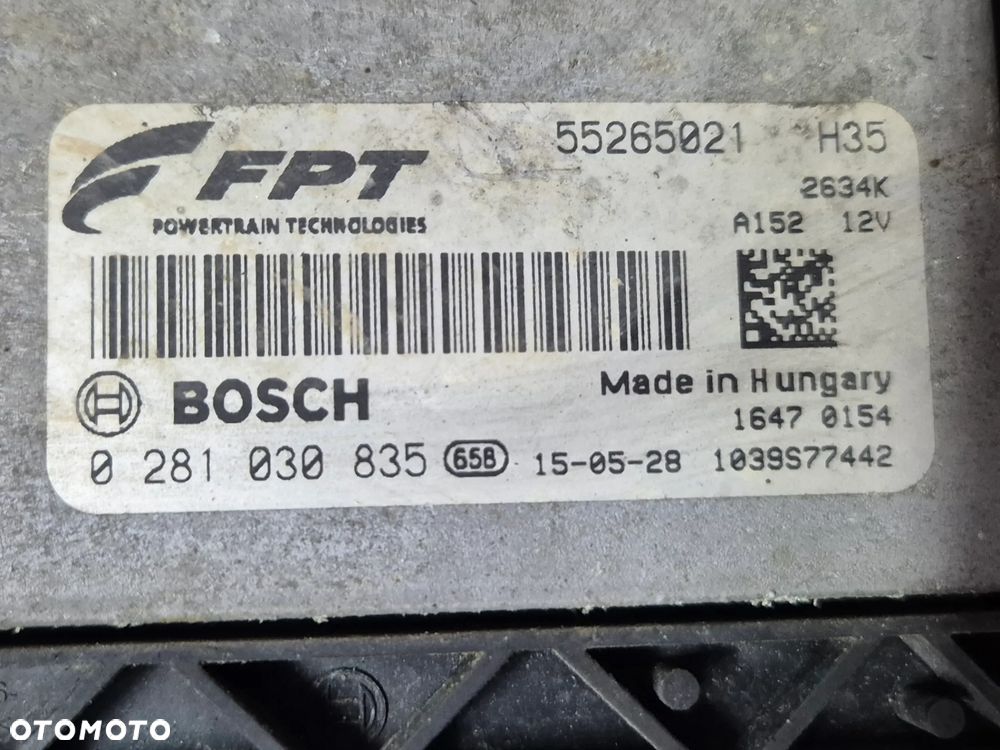 FPT
POWERTRAIN TECHNOLOGIES
55265021 H35
2634K
A152 12V
BOSCH
Made in Hungary
1647 0154
0 281 030 835 65B 15-05-28 1039S77442
OTOMOTO